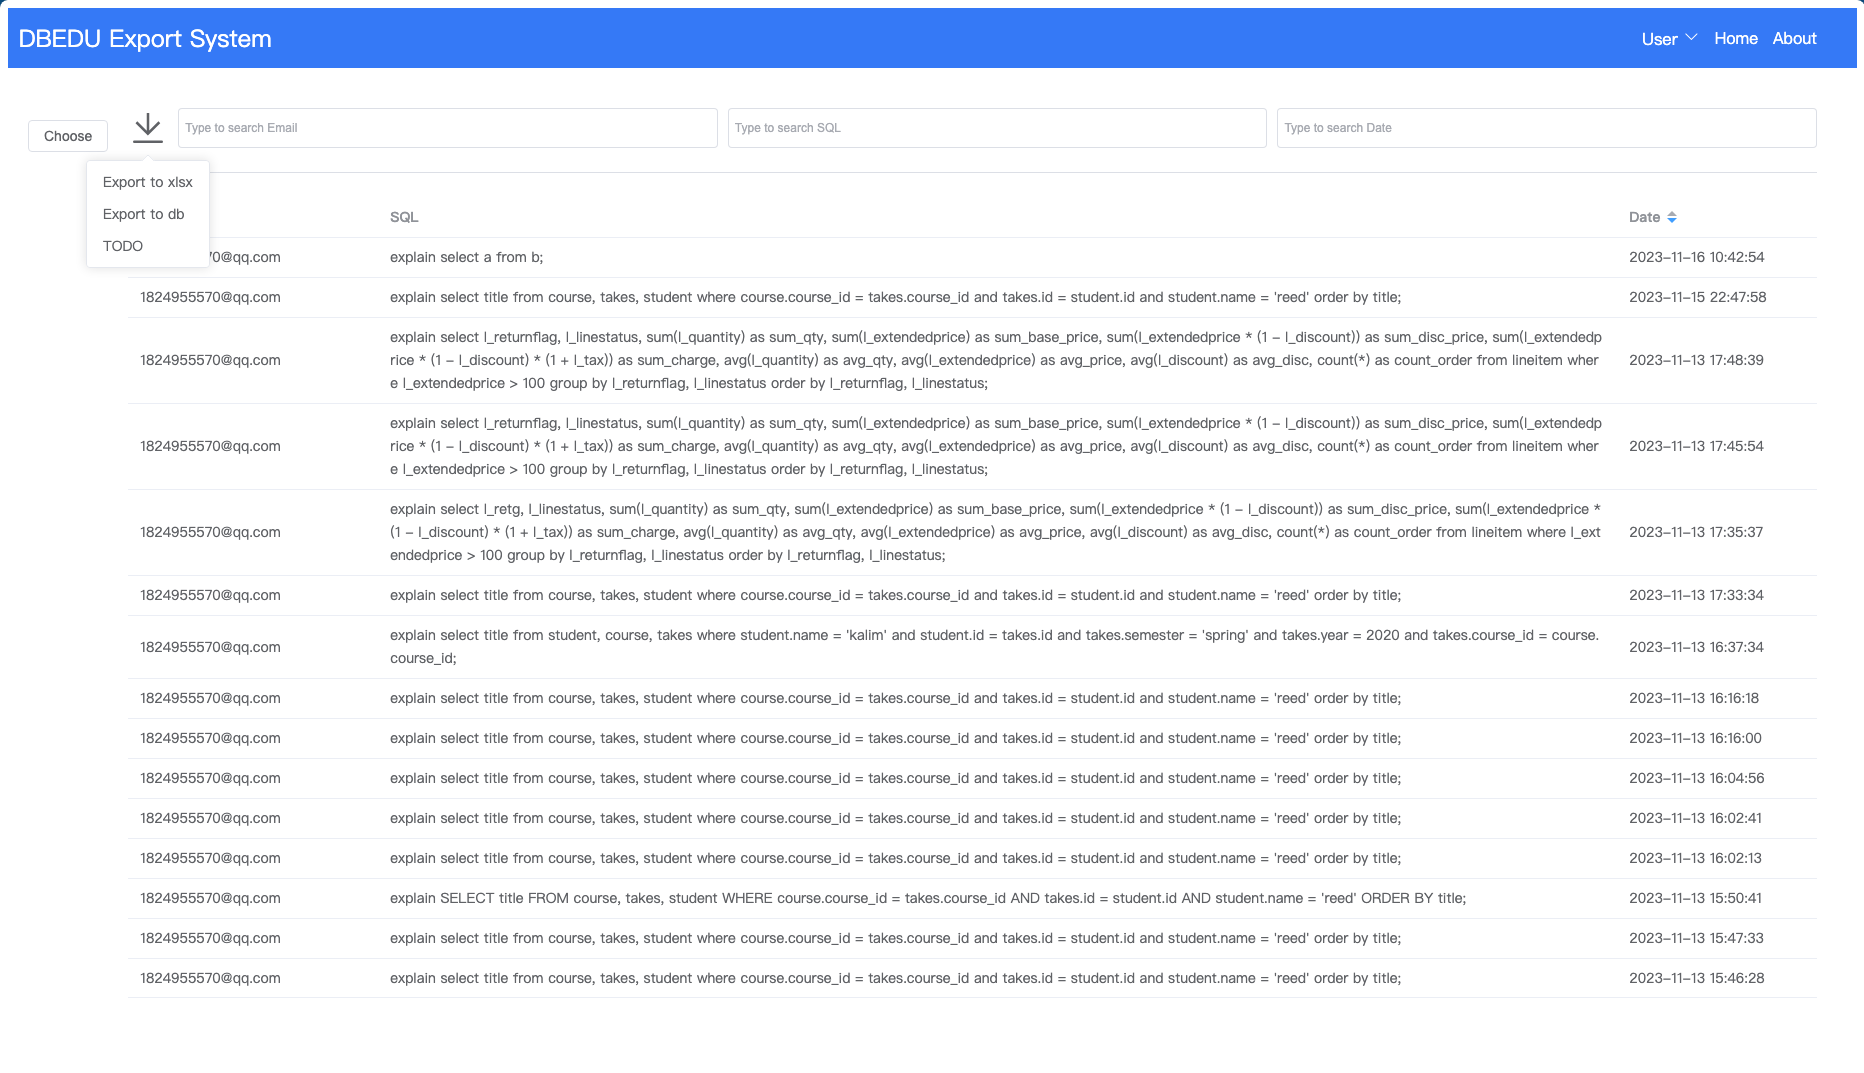 DBEDU Export System
User Home About
Choose
Type to search Email Type to search SQL Type to search Date
Export to xlsx
Export to db
TODO
SQL Date
70@qq.com explain select a from b; 2023-11-16 10:42:54
1824955570@qq.com explain select title from course, takes, student where course.course_id = takes.course_id and takes.id = student.id and student.name = 'reed' order by title; 2023-11-15 22:47:58
explain select l_returnflag, l_linestatus, sum(l_quantity) as sum_qty, sum(l_extendedprice) as sum_base_price, sum(l_extendedprice * (1 - l_discount)) as sum_disc_price, sum(l_extendedp
1824955570@qq.com rice * (1 - l_discount) * (1 + l_tax)) as sum_charge, avg(l_quantity) as avg_qty, avg(l_extendedprice) as avg_price, avg(l_discount) as avg_disc, count(*) as count_order from lineitem wher 2023-11-13 17:48:39
e l_extendedprice > 100 group by l_returnflag, l_linestatus order by l_returnflag, l_linestatus;
explain select l_returnflag, l_linestatus, sum(l_quantity) as sum_qty, sum(l_extendedprice) as sum_base_price, sum(l_extendedprice * (1 - l_discount)) as sum_disc_price, sum(l_extendedp
1824955570@qq.com rice * (1 - l_discount) * (1 + l_tax)) as sum_charge, avg(l_quantity) as avg_qty, avg(l_extendedprice) as avg_price, avg(l_discount) as avg_disc, count(*) as count_order from lineitem wher 2023-11-13 17:45:54
e l_extendedprice > 100 group by l_returnflag, l_linestatus order by l_returnflag, l_linestatus;
explain select l_retg, l_linestatus, sum(l_quantity) as sum_qty, sum(l_extendedprice) as sum_base_price, sum(l_extendedprice * (1 - l_discount)) as sum_disc_price, sum(l_extendedprice *
1824955570@qq.com (1 - l_discount) * (1 + l_tax)) as sum_charge, avg(l_quantity) as avg_qty, avg(l_extendedprice) as avg_price, avg(l_discount) as avg_disc, count(*) as count_order from lineitem where l_ext 2023-11-13 17:35:37
endedprice > 100 group by l_returnflag, l_linestatus order by l_returnflag, l_linestatus;
1824955570@qq.com explain select title from course, takes, student where course.course_id = takes.course_id and takes.id = student.id and student.name = 'reed' order by title; 2023-11-13 17:33:34
explain select title from student, course, takes where student.name = 'kalim' and student.id = takes.id and takes.semester = 'spring' and takes.year = 2020 and takes.course_id = course.
1824955570@qq.com 2023-11-13 16:37:34
course_id;
1824955570@qq.com explain select title from course, takes, student where course.course_id = takes.course_id and takes.id = student.id and student.name = 'reed' order by title; 2023-11-13 16:16:18
1824955570@qq.com explain select title from course, takes, student where course.course_id = takes.course_id and takes.id = student.id and student.name = 'reed' order by title; 2023-11-13 16:16:00
1824955570@qq.com explain select title from course, takes, student where course.course_id = takes.course_id and takes.id = student.id and student.name = 'reed' order by title; 2023-11-13 16:04:56
1824955570@qq.com explain select title from course, takes, student where course.course_id = takes.course_id and takes.id = student.id and student.name = 'reed' order by title; 2023-11-13 16:02:41
1824955570@qq.com explain select title from course, takes, student where course.course_id = takes.course_id and takes.id = student.id and student.name = 'reed' order by title; 2023-11-13 16:02:13
1824955570@qq.com explain SELECT title FROM course, takes, student WHERE course.course_id = takes.course_id AND takes.id = student.id AND student.name = 'reed' ORDER BY title; 2023-11-13 15:50:41
1824955570@qq.com explain select title from course, takes, student where course.course_id = takes.course_id and takes.id = student.id and student.name = 'reed' order by title; 2023-11-13 15:47:33
1824955570@qq.com explain select title from course, takes, student where course.course_id = takes.course_id and takes.id = student.id and student.name = 'reed' order by title; 2023-11-13 15:46:28